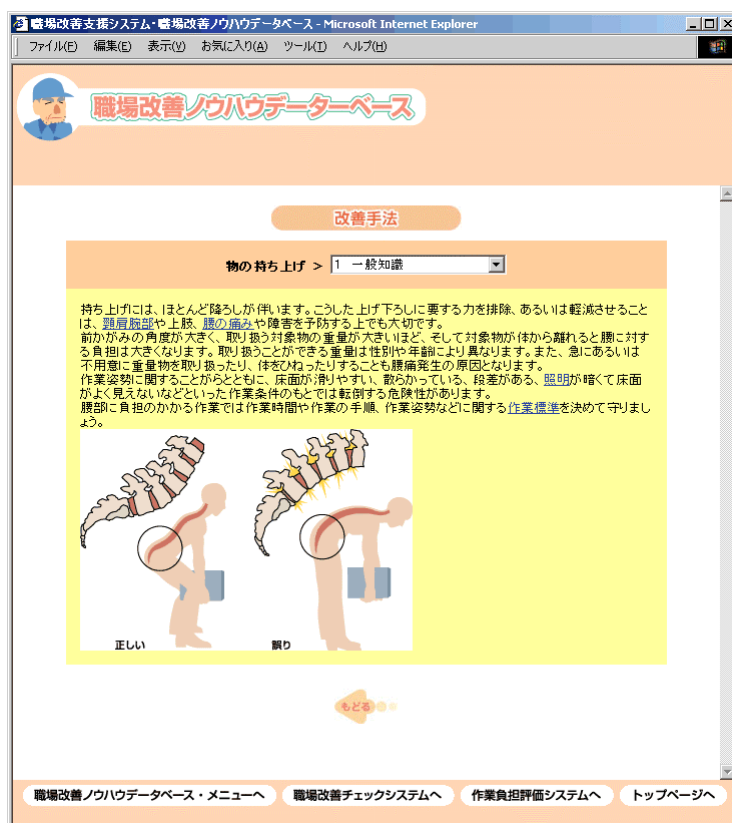 職場改善支援システム・職場改善ノウハウデータベース - Microsoft Internet Explorer
ファイル(F) 編集(E) 表示(V) お気に入り(A) ツール(T) ヘルプ(H)
職場改善ノウハウデーターベース
改善手法
物の持ち上げ > 1 一般知識
持ち上げには、ほとんど降ろしが伴います。こうした上げ下ろしに要する力を排除、あるいは軽減させること
は、頸肩腕部や上肢、腰の痛みや障害を予防する上でも大切です。
前かがみの角度が大きく、取り扱う対象物の重量が大きいほど、そして対象物が体から離れると腰に対す
る負担は大きくなります。取り扱うことができる重量は性別や年齢により異なります。また、急にあるいは
不用意に重量物を取り扱ったり、体をひねったりすることも腰痛発生の原因となります。
作業姿勢に関することがらとともに、床面が滑りやすい、散らかっている、段差がある、照明が暗くて床面
がよく見えないなどといった作業条件のもとでは転倒する危険性があります。
腰部に負担のかかる作業では作業時間や作業の手順、作業姿勢などに関する作業標準を決めて守りまし
ょう。
正しい 誤り
もどる
職場改善ノウハウデータベース・メニューへ 職場改善チェックシステムへ 作業負担評価システムへ トップページへ